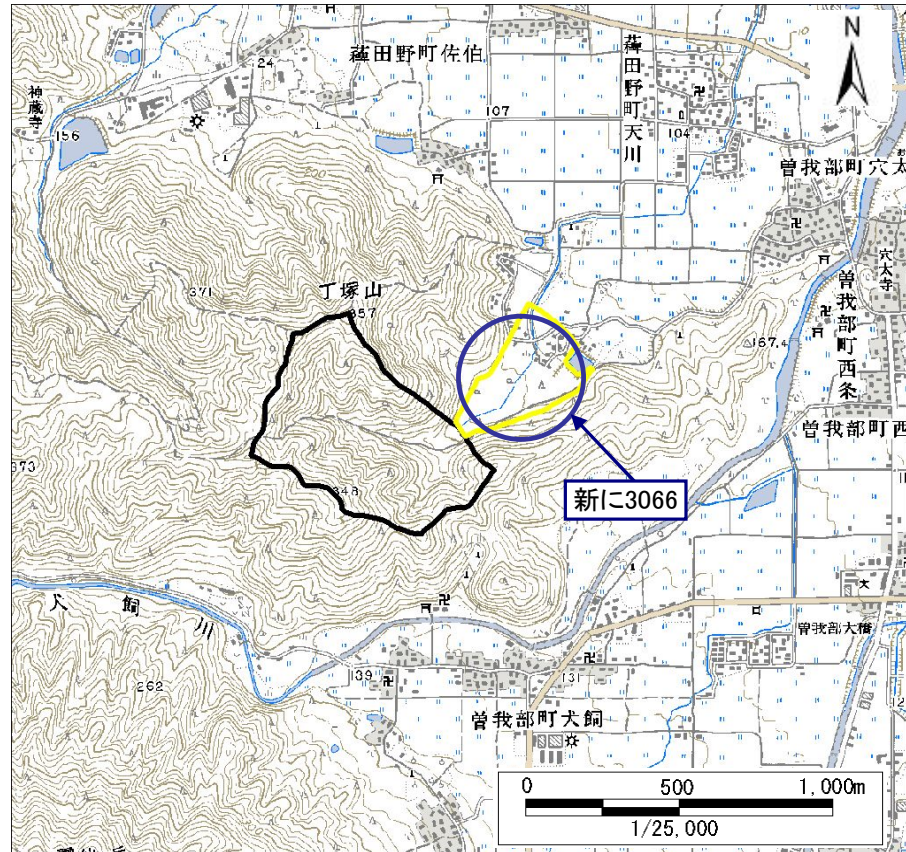 N
薭田野町佐伯
24
神蔵寺
156
107
薭田野町天川
104
曽我部町穴太
200
穴太寺
371
丁塚山
357
167.4
曽我部町西条
曽我部町西
373
348
新に3066
犬飼川
曽我部大橋
139
131
262
曽我部町犬飼
12
0 500 1,000m
1/25,000